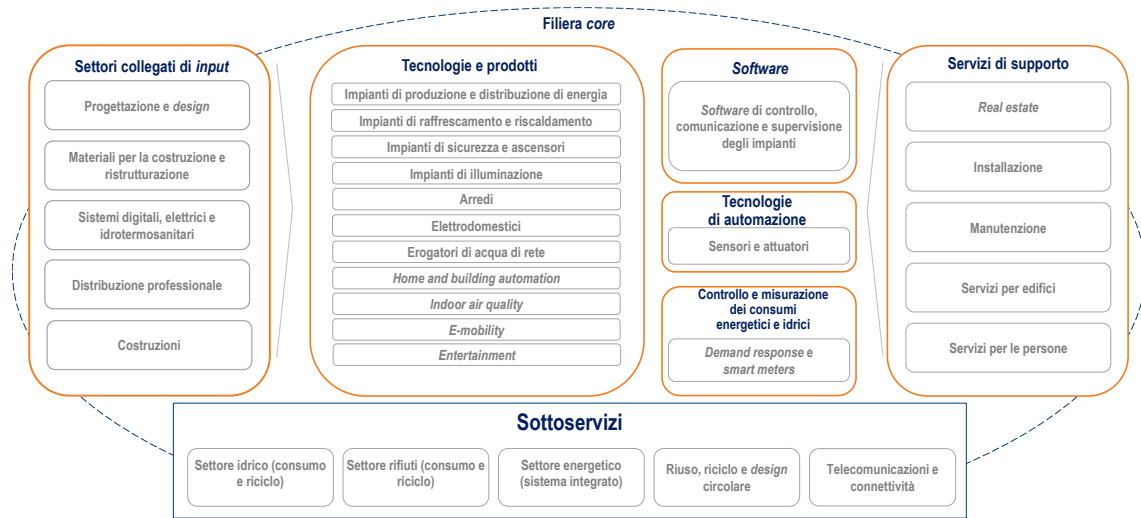 Filiera core
Settori collegati di input
Progettazione e design
Materiali per la costruzione e
ristrutturazione
Sistemi digitali, elettrici e
idrotermosanitari
Distribuzione professionale
Costruzioni
Tecnologie e prodotti
Impianti di produzione e distribuzione di energia
Impianti di raffrescamento e riscaldamento
Impianti di sicurezza e ascensori
Impianti di illuminazione
Arredi
Elettrodomestici
Erogatori di acqua di rete
Home and building automation
Indoor air quality
E-mobility
Entertainment
Software
Software di controllo,
comunicazione e supervisione
degli impianti
Tecnologie
di automazione
Sensori e attuatori
Controllo e misurazione
dei consumi
energetici e idrici
Demand response e
smart meters
Servizi di supporto
Real estate
Installazione
Manutenzione
Servizi per edifici
Servizi per le persone
Sottoservizi
Settore idrico (consumo
e riciclo)
Settore rifiuti (consumo e
riciclo)
Settore energetico
(sistema integrato)
Riuso, riciclo e design
circolare
Telecomunicazioni e
connettività